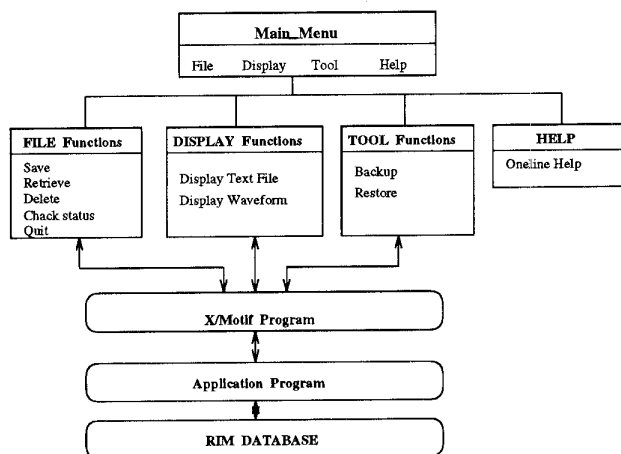 Main_Menu
File Display Tool Help
FILE Functions
Save
Retrieve
Delete
Chack status
Quit
DISPLAY Functions
Display Text File
Display Waveform
TOOL Functions
Backup
Restore
HELP
Oneline Help
X/Motif Program
Application Program
RIM DATABASE